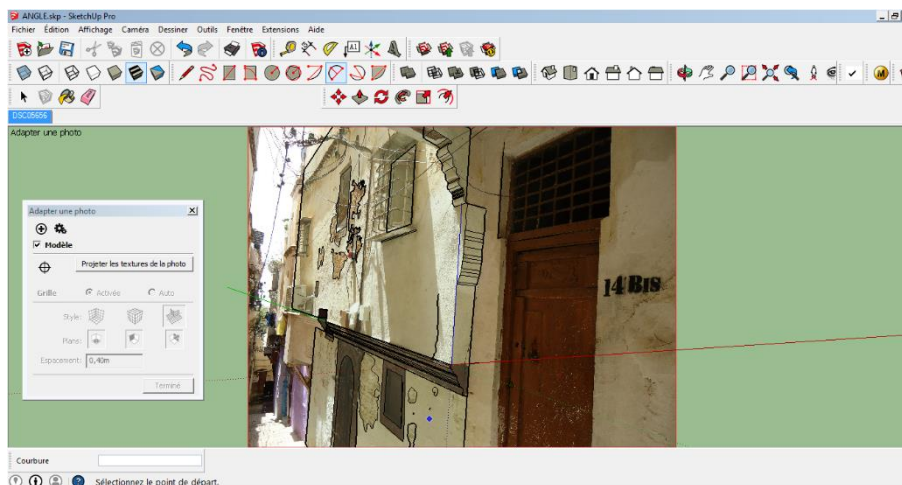 ANGLE.skp - SketchUp Pro
Fichier Édition Affichage Caméra Dessiner Outils Fenêtre Extensions Aide
A1
M
DSC05656
Adapter une photo
Adapter une photo
Modèle
Projeter les textures de la photo
Grille Activée Auto
Style:
Plans:
Espacement: 0,40m
Terminé
14 BIS
Courbure
Sélectionnez le point de départ.